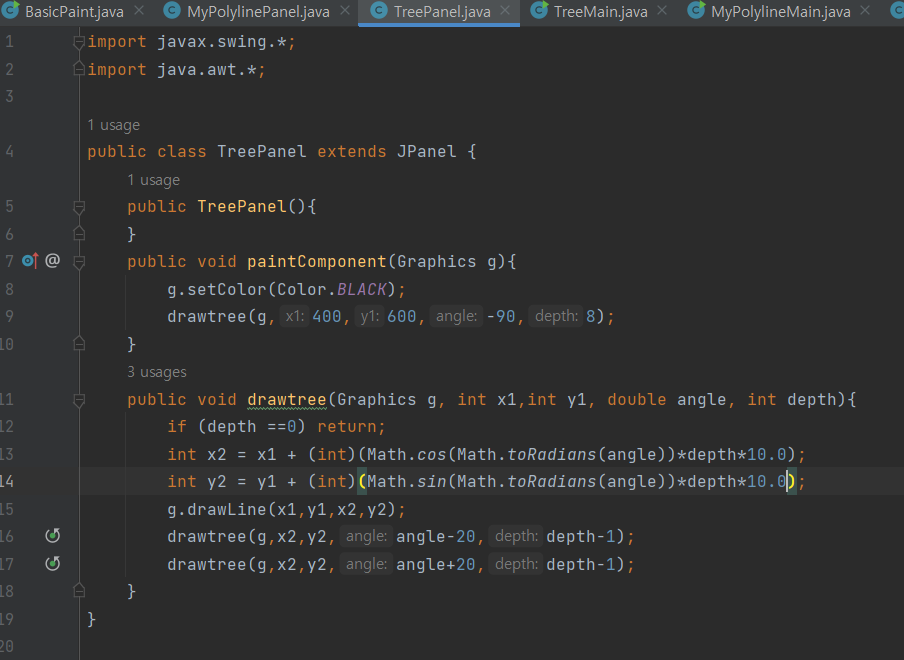 BasicPaint.java MyPolylinePanel.java TreePanel.java TreeMain.java MyPolylineMain.java
1 import javax.swing.*;
2 import java.awt.*;
3
1 usage
4 public class TreePanel extends JPanel {
1 usage
5 public TreePanel(){
6 }
7 @ public void paintComponent(Graphics g){
8 g.setColor(Color.BLACK);
9 drawtree(g, x1: 400, y1: 600, angle: -90, depth: 8);
10 }
3 usages
11 public void drawtree(Graphics g, int x1,int y1, double angle, int depth){
12 if (depth ==0) return;
13 int x2 = x1 + (int)(Math.cos(Math.toRadians(angle))*depth*10.0);
14 int y2 = y1 + (int)(Math.sin(Math.toRadians(angle))*depth*10.0);
15 g.drawLine(x1,y1,x2,y2);
16 drawtree(g,x2,y2, angle: angle-20, depth: depth-1);
17 drawtree(g,x2,y2, angle: angle+20, depth: depth-1);
18 }
19 }
20